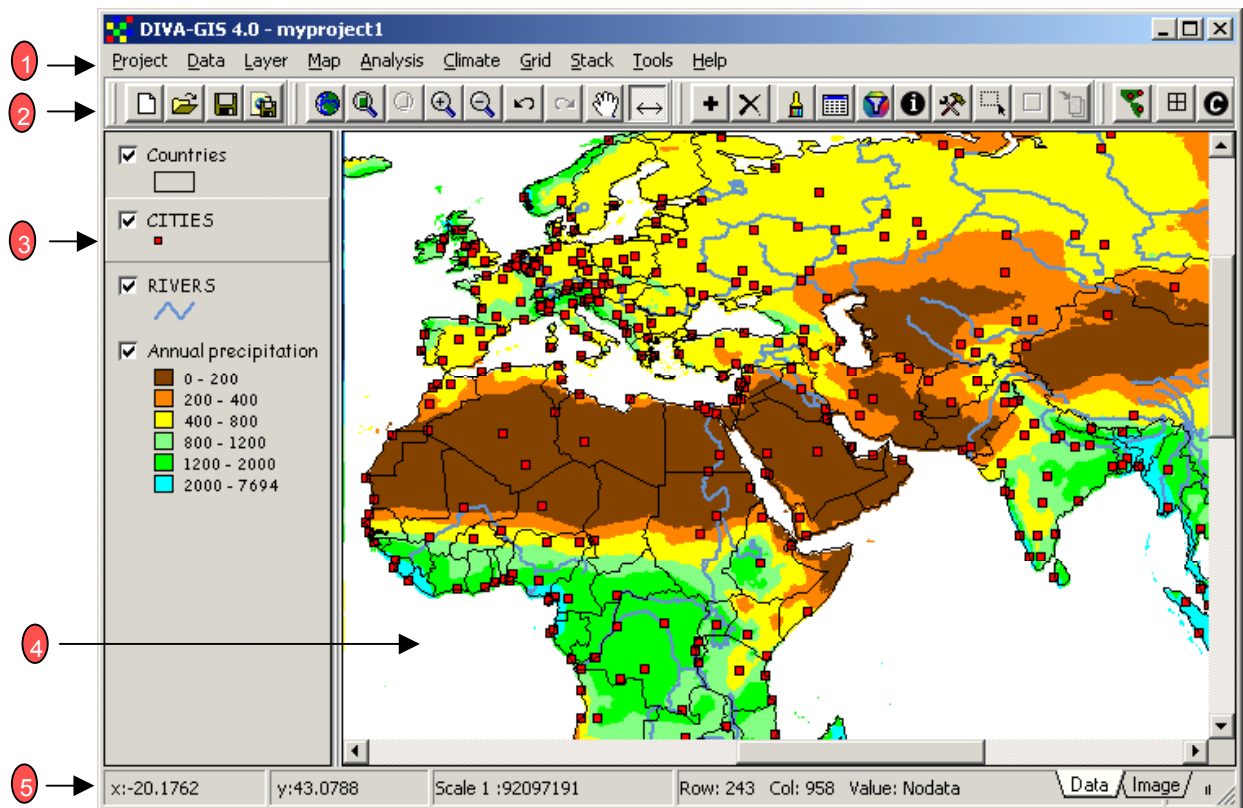 DIVA-GIS 4.0 - myproject1
1
Project Data Layer Map Analysis Climate Grid Stack Tools Help
2
Countries
3
CITIES
RIVERS
Annual precipitation
0 - 200
200 - 400
400 - 800
800 - 1200
1200 - 2000
2000 - 7694
4
5
x:-20.1762 y:43.0788 Scale 1 :92097191 Row: 243 Col: 958 Value: Nodata Data Image